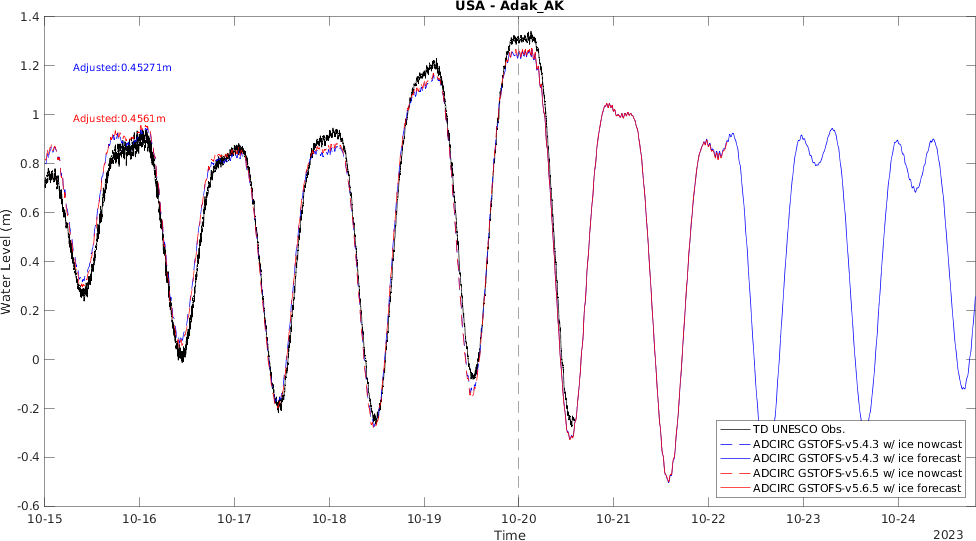 USA - Adak_AK
1.4
1.2
1
0.8
0.6
0.4
0.2
0
-0.2
-0.4
-0.6
Water Level (m)
Adjusted:0.45271m
Adjusted:0.4561m
TD UNESCO Obs.
ADCIRC GSTOFS-v5.4.3 w/ ice nowcast
ADCIRC GSTOFS-v5.4.3 w/ ice forecast
ADCIRC GSTOFS-v5.6.5 w/ ice nowcast
ADCIRC GSTOFS-v5.6.5 w/ ice forecast
10-15 10-16 10-17 10-18 10-19 10-20 10-21 10-22 10-23 10-24
Time
2023